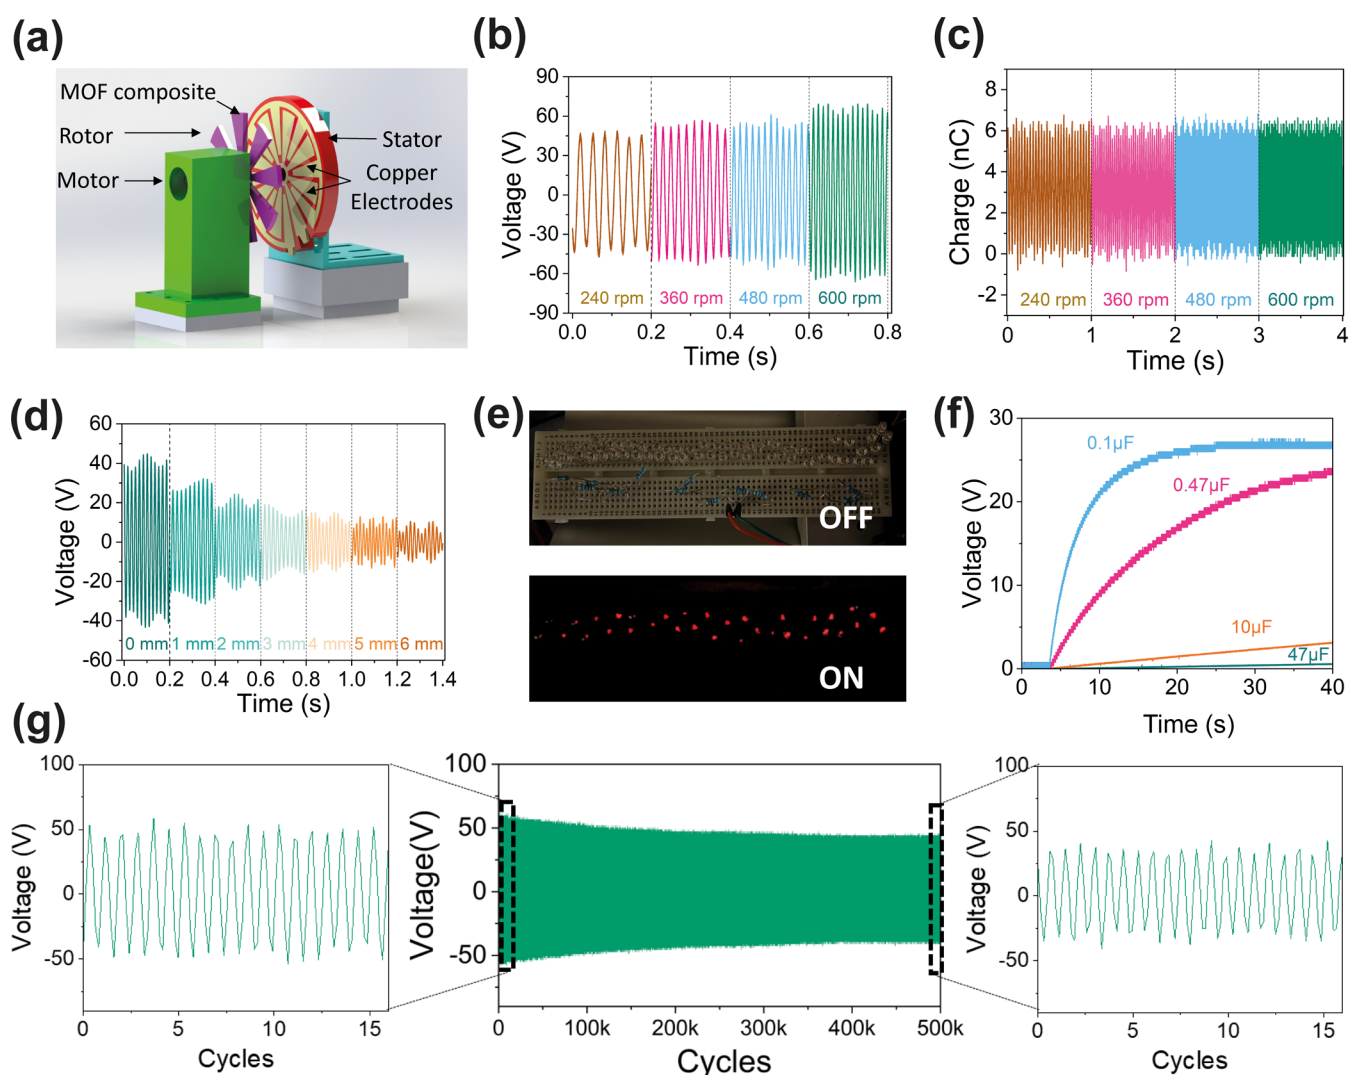 (a)
MOF composite
Rotor
Motor
Stator
Copper
Electrodes
(b)
90
60
30
0
-30
-60
-90
Voltage (V)
240 rpm
360 rpm
480 rpm
600 rpm
0.0
0.2
0.4
0.6
0.8
Time (s)
(c)
8
6
4
2
0
-2
Charge (nC)
240 rpm
360 rpm
480 rpm
600 rpm
0
1
2
3
4
Time (s)
(d)
60
40
20
0
-20
-40
-60
Voltage (V)
0 mm
1 mm
2 mm
3 mm
4 mm
5 mm
6 mm
0.0
0.2
0.4
0.6
0.8
1.0
1.2
1.4
Time (s)
(e)
OFF
ON
(f)
30
20
10
0
Voltage (V)
0.1μF
0.47μF
10μF
47μF
0
10
20
30
40
Time (s)
(g)
100
50
0
-50
Voltage (V)
0
5
10
15
Cycles
100
50
0
-50
Voltage(V)
0
100k
200k
300k
400k
500k
Cycles
100
50
0
-50
Voltage (V)
0
5
10
15
Cycles